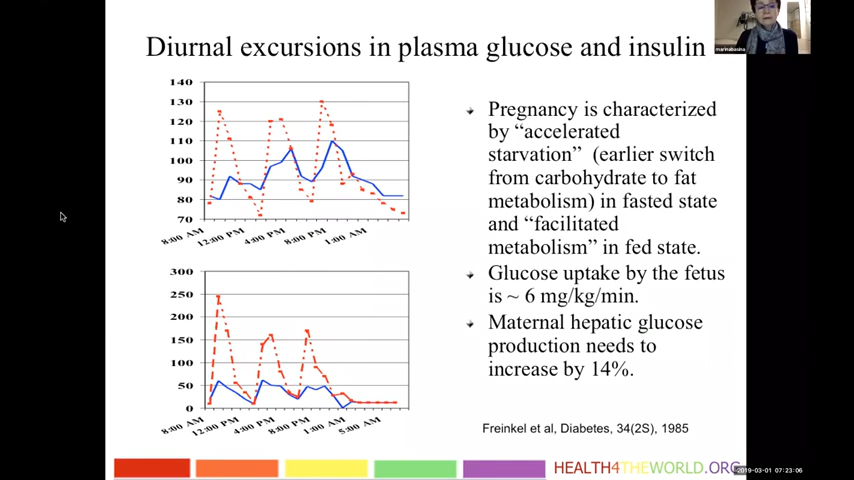 Diurnal excursions in plasma glucose and insulin
marinabasina
140
130
120
110
100
90
80
70
8:00 AM
12:00 PM
4:00 PM
8:00 PM
1:00 AM
300
250
200
150
100
50
0
8:00 AM
12:00 PM
4:00 PM
8:00 PM
1:00 AM
5:00 AM
Pregnancy is characterized
by “accelerated
starvation” (earlier switch
from carbohydrate to fat
metabolism) in fasted state
and “facilitated
metabolism” in fed state.
Glucose uptake by the fetus
is ~ 6 mg/kg/min.
Maternal hepatic glucose
production needs to
increase by 14%.
Freinkel et al, Diabetes, 34(2S), 1985
HEALTH4THEWORLD.ORG
2019-03-01 07:23:06